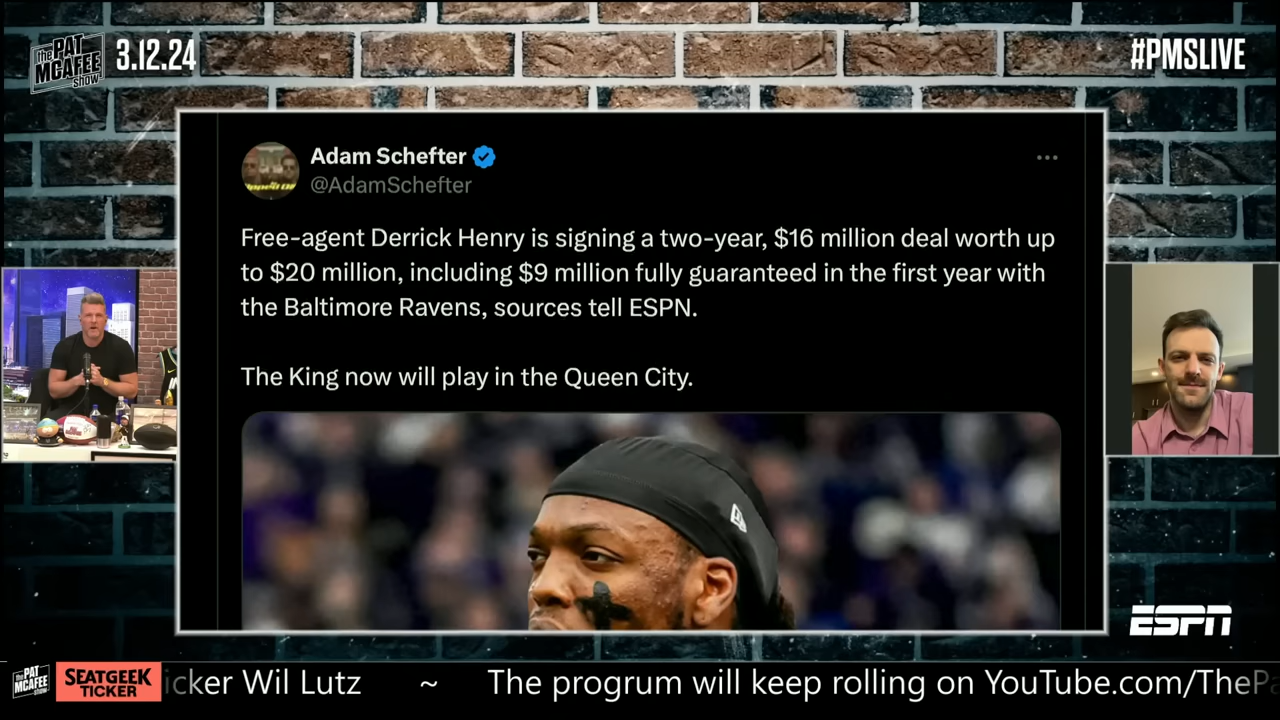 the PAT MCAFEE show
3.12.24
#PMSLIVE
Adam Schefter
@AdamSchefter
Free-agent Derrick Henry is signing a two-year, $16 million deal worth up
to $20 million, including $9 million fully guaranteed in the first year with
the Baltimore Ravens, sources tell ESPN.
The King now will play in the Queen City.
ESPN
the PAT MCAFEE show
SEATGEEK
TICKER
icker Wil Lutz ~ The progrum will keep rolling on YouTube.com/ThePa